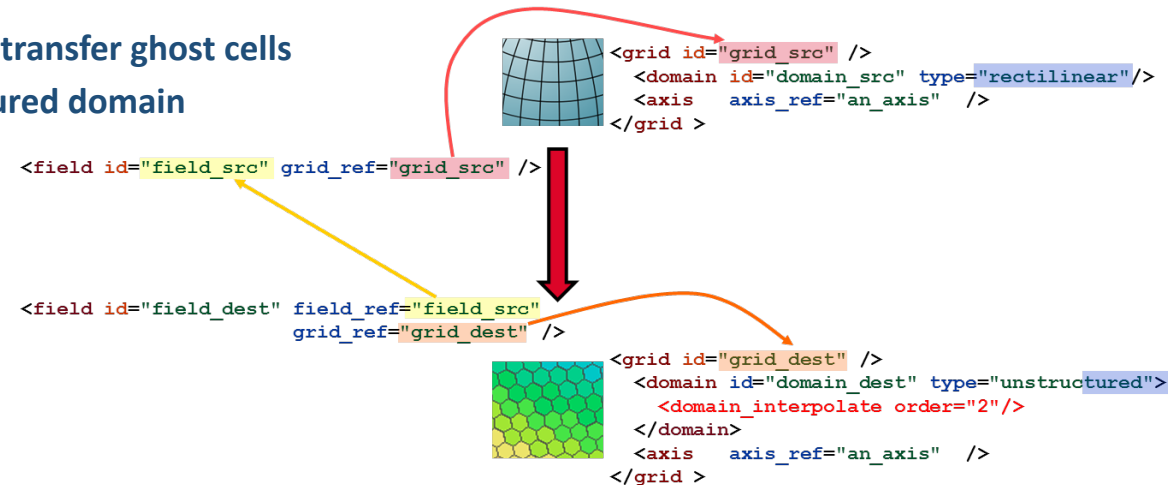 transfer ghost cells
ured domain
<grid id="grid_src" />
<domain id="domain_src" type="rectilinear"/>
<axis axis_ref="an_axis" />
</grid >
<field id="field_src" grid_ref="grid_src" />
<field id="field_dest" field_ref="field_src"
grid_ref="grid_dest" />
<grid id="grid_dest" />
<domain id="domain_dest" type="unstructured">
<domain_interpolate order="2"/>
</domain>
<axis axis_ref="an_axis" />
</grid >